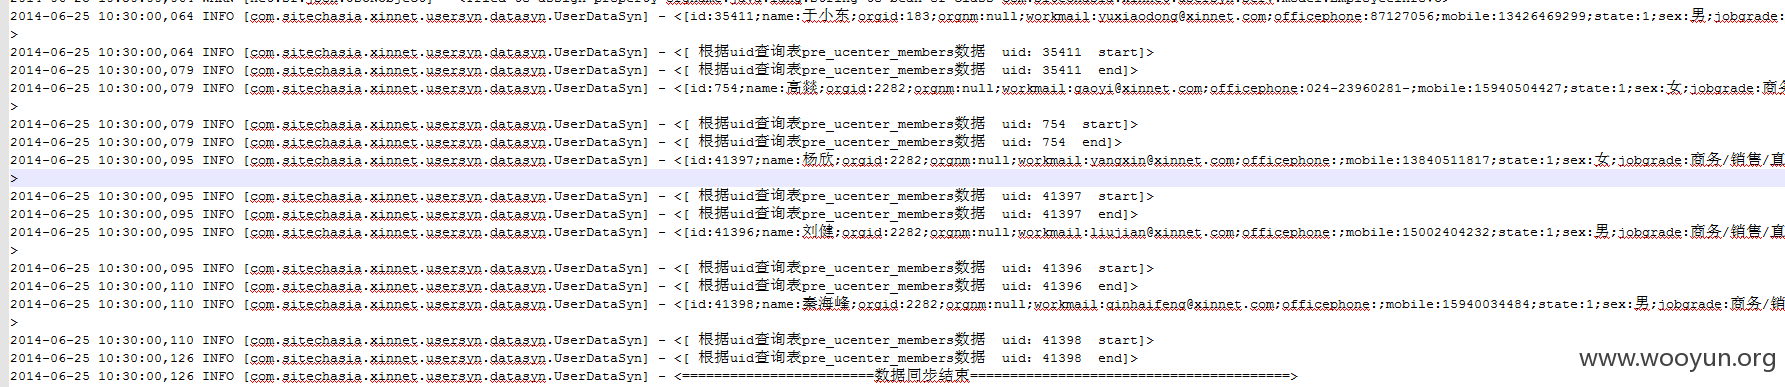 2014-06-25 10:30:00,064 INFO [com.sitechasia.xinnet.usersyn.datasyn.UserDataSyn] - <[id:35411;name:于小东;orgid:183;orgnm:null;workmail:yuxiaodong@xinnet.com;officephone:87127056;mobile:13426469299;state:1;sex:男;jobgrade:
>
2014-06-25 10:30:00,064 INFO [com.sitechasia.xinnet.usersyn.datasyn.UserDataSyn] - <[ 根据uid查询表pre_ucenter_members数据  uid: 35411  start]>
2014-06-25 10:30:00,079 INFO [com.sitechasia.xinnet.usersyn.datasyn.UserDataSyn] - <[ 根据uid查询表pre_ucenter_members数据  uid: 35411  end]>
2014-06-25 10:30:00,079 INFO [com.sitechasia.xinnet.usersyn.datasyn.UserDataSyn] - <[id:754;name:高燚;orgid:2282;orgnm:null;workmail:gaoyi@xinnet.com;officephone:024-23960281-;mobile:15940504427;state:1;sex:女;jobgrade:商务
>
2014-06-25 10:30:00,079 INFO [com.sitechasia.xinnet.usersyn.datasyn.UserDataSyn] - <[ 根据uid查询表pre_ucenter_members数据  uid: 754  start]>
2014-06-25 10:30:00,079 INFO [com.sitechasia.xinnet.usersyn.datasyn.UserDataSyn] - <[ 根据uid查询表pre_ucenter_members数据  uid: 754  end]>
2014-06-25 10:30:00,095 INFO [com.sitechasia.xinnet.usersyn.datasyn.UserDataSyn] - <[id:41397;name:杨欣;orgid:2282;orgnm:null;workmail:yangxin@xinnet.com;officephone:;mobile:13840511817;state:1;sex:女;jobgrade:商务/销售/直
>
2014-06-25 10:30:00,095 INFO [com.sitechasia.xinnet.usersyn.datasyn.UserDataSyn] - <[ 根据uid查询表pre_ucenter_members数据  uid: 41397  start]>
2014-06-25 10:30:00,095 INFO [com.sitechasia.xinnet.usersyn.datasyn.UserDataSyn] - <[ 根据uid查询表pre_ucenter_members数据  uid: 41397  end]>
2014-06-25 10:30:00,095 INFO [com.sitechasia.xinnet.usersyn.datasyn.UserDataSyn] - <[id:41396;name:刘健;orgid:2282;orgnm:null;workmail:liujian@xinnet.com;officephone:;mobile:15002404232;state:1;sex:男;jobgrade:商务/销售/直
>
2014-06-25 10:30:00,095 INFO [com.sitechasia.xinnet.usersyn.datasyn.UserDataSyn] - <[ 根据uid查询表pre_ucenter_members数据  uid: 41396  start]>
2014-06-25 10:30:00,110 INFO [com.sitechasia.xinnet.usersyn.datasyn.UserDataSyn] - <[ 根据uid查询表pre_ucenter_members数据  uid: 41396  end]>
2014-06-25 10:30:00,110 INFO [com.sitechasia.xinnet.usersyn.datasyn.UserDataSyn] - <[id:41398;name:秦海峰;orgid:2282;orgnm:null;workmail:qinhaifeng@xinnet.com;officephone:;mobile:15940034484;state:1;sex:男;jobgrade:商务/销
>
2014-06-25 10:30:00,110 INFO [com.sitechasia.xinnet.usersyn.datasyn.UserDataSyn] - <[ 根据uid查询表pre_ucenter_members数据  uid: 41398  start]>
2014-06-25 10:30:00,126 INFO [com.sitechasia.xinnet.usersyn.datasyn.UserDataSyn] - <[ 根据uid查询表pre_ucenter_members数据  uid: 41398  end]>
2014-06-25 10:30:00,126 INFO [com.sitechasia.xinnet.usersyn.datasyn.UserDataSyn] - <========================数据同步结束========================================>
www.wooyun.org